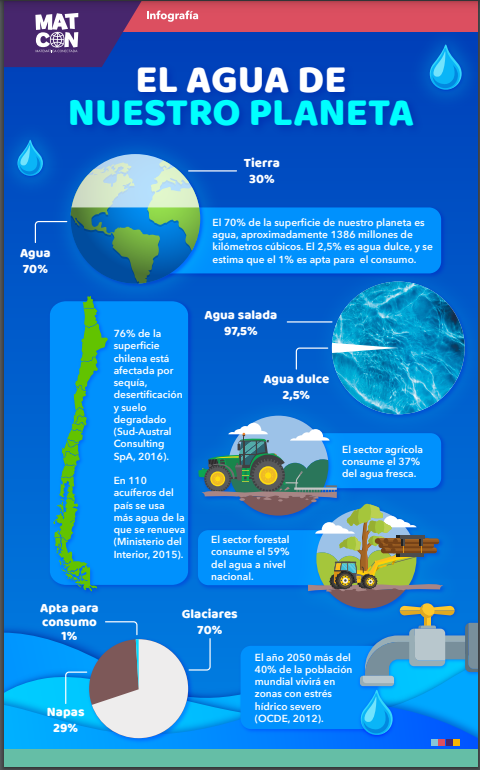 MAT
CON
MATEMÁTICA CONECTADA
Infografía
EL AGUA DE
NUESTRO PLANETA
Tierra
30%
Agua
70%
El 70% de la superficie de nuestro planeta es
agua, aproximadamente 1386 millones de
kilómetros cúbicos. El 2,5% es agua dulce, y se
estima que el 1% es apta para el consumo.
Agua salada
97,5%
Agua dulce
2,5%
76% de la
superficie
chilena está
afectada por
sequía,
desertificación
y suelo
degradado
(Sud-Austral
Consulting
SpA, 2016).
En 110
acuíferos del
país se usa
más agua de la
que se renueva
(Ministerio del
Interior, 2015).
El sector agrícola
consume el 37%
del agua fresca.
El sector forestal
consume el 59%
del agua a nivel
nacional.
Apta para
consumo
1%
Glaciares
70%
Napas
29%
El año 2050 más del
40% de la población
mundial vivirá en
zonas con estrés
hídrico severo
(OCDE, 2012).